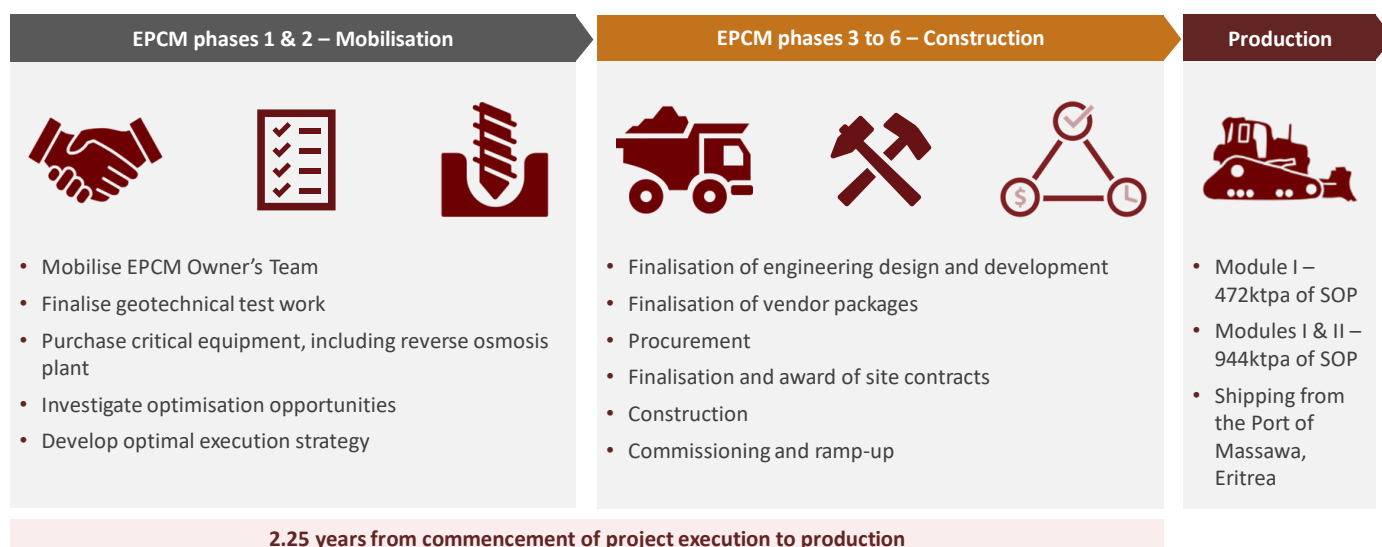 EPCM phases 1 & 2 – Mobilisation
• Mobilise EPCM Owner's Team
• Finalise geotechnical test work
• Purchase critical equipment, including reverse osmosis
plant
• Investigate optimisation opportunities
• Develop optimal execution strategy
EPCM phases 3 to 6 – Construction
$
• Finalisation of engineering design and development
• Finalisation of vendor packages
• Procurement
• Finalisation and award of site contracts
• Construction
• Commissioning and ramp-up
Production
• Module I –
472ktpa of SOP
• Modules I & II –
944ktpa of SOP
• Shipping from
the Port of
Massawa,
Eritrea
2.25 years from commencement of project execution to production